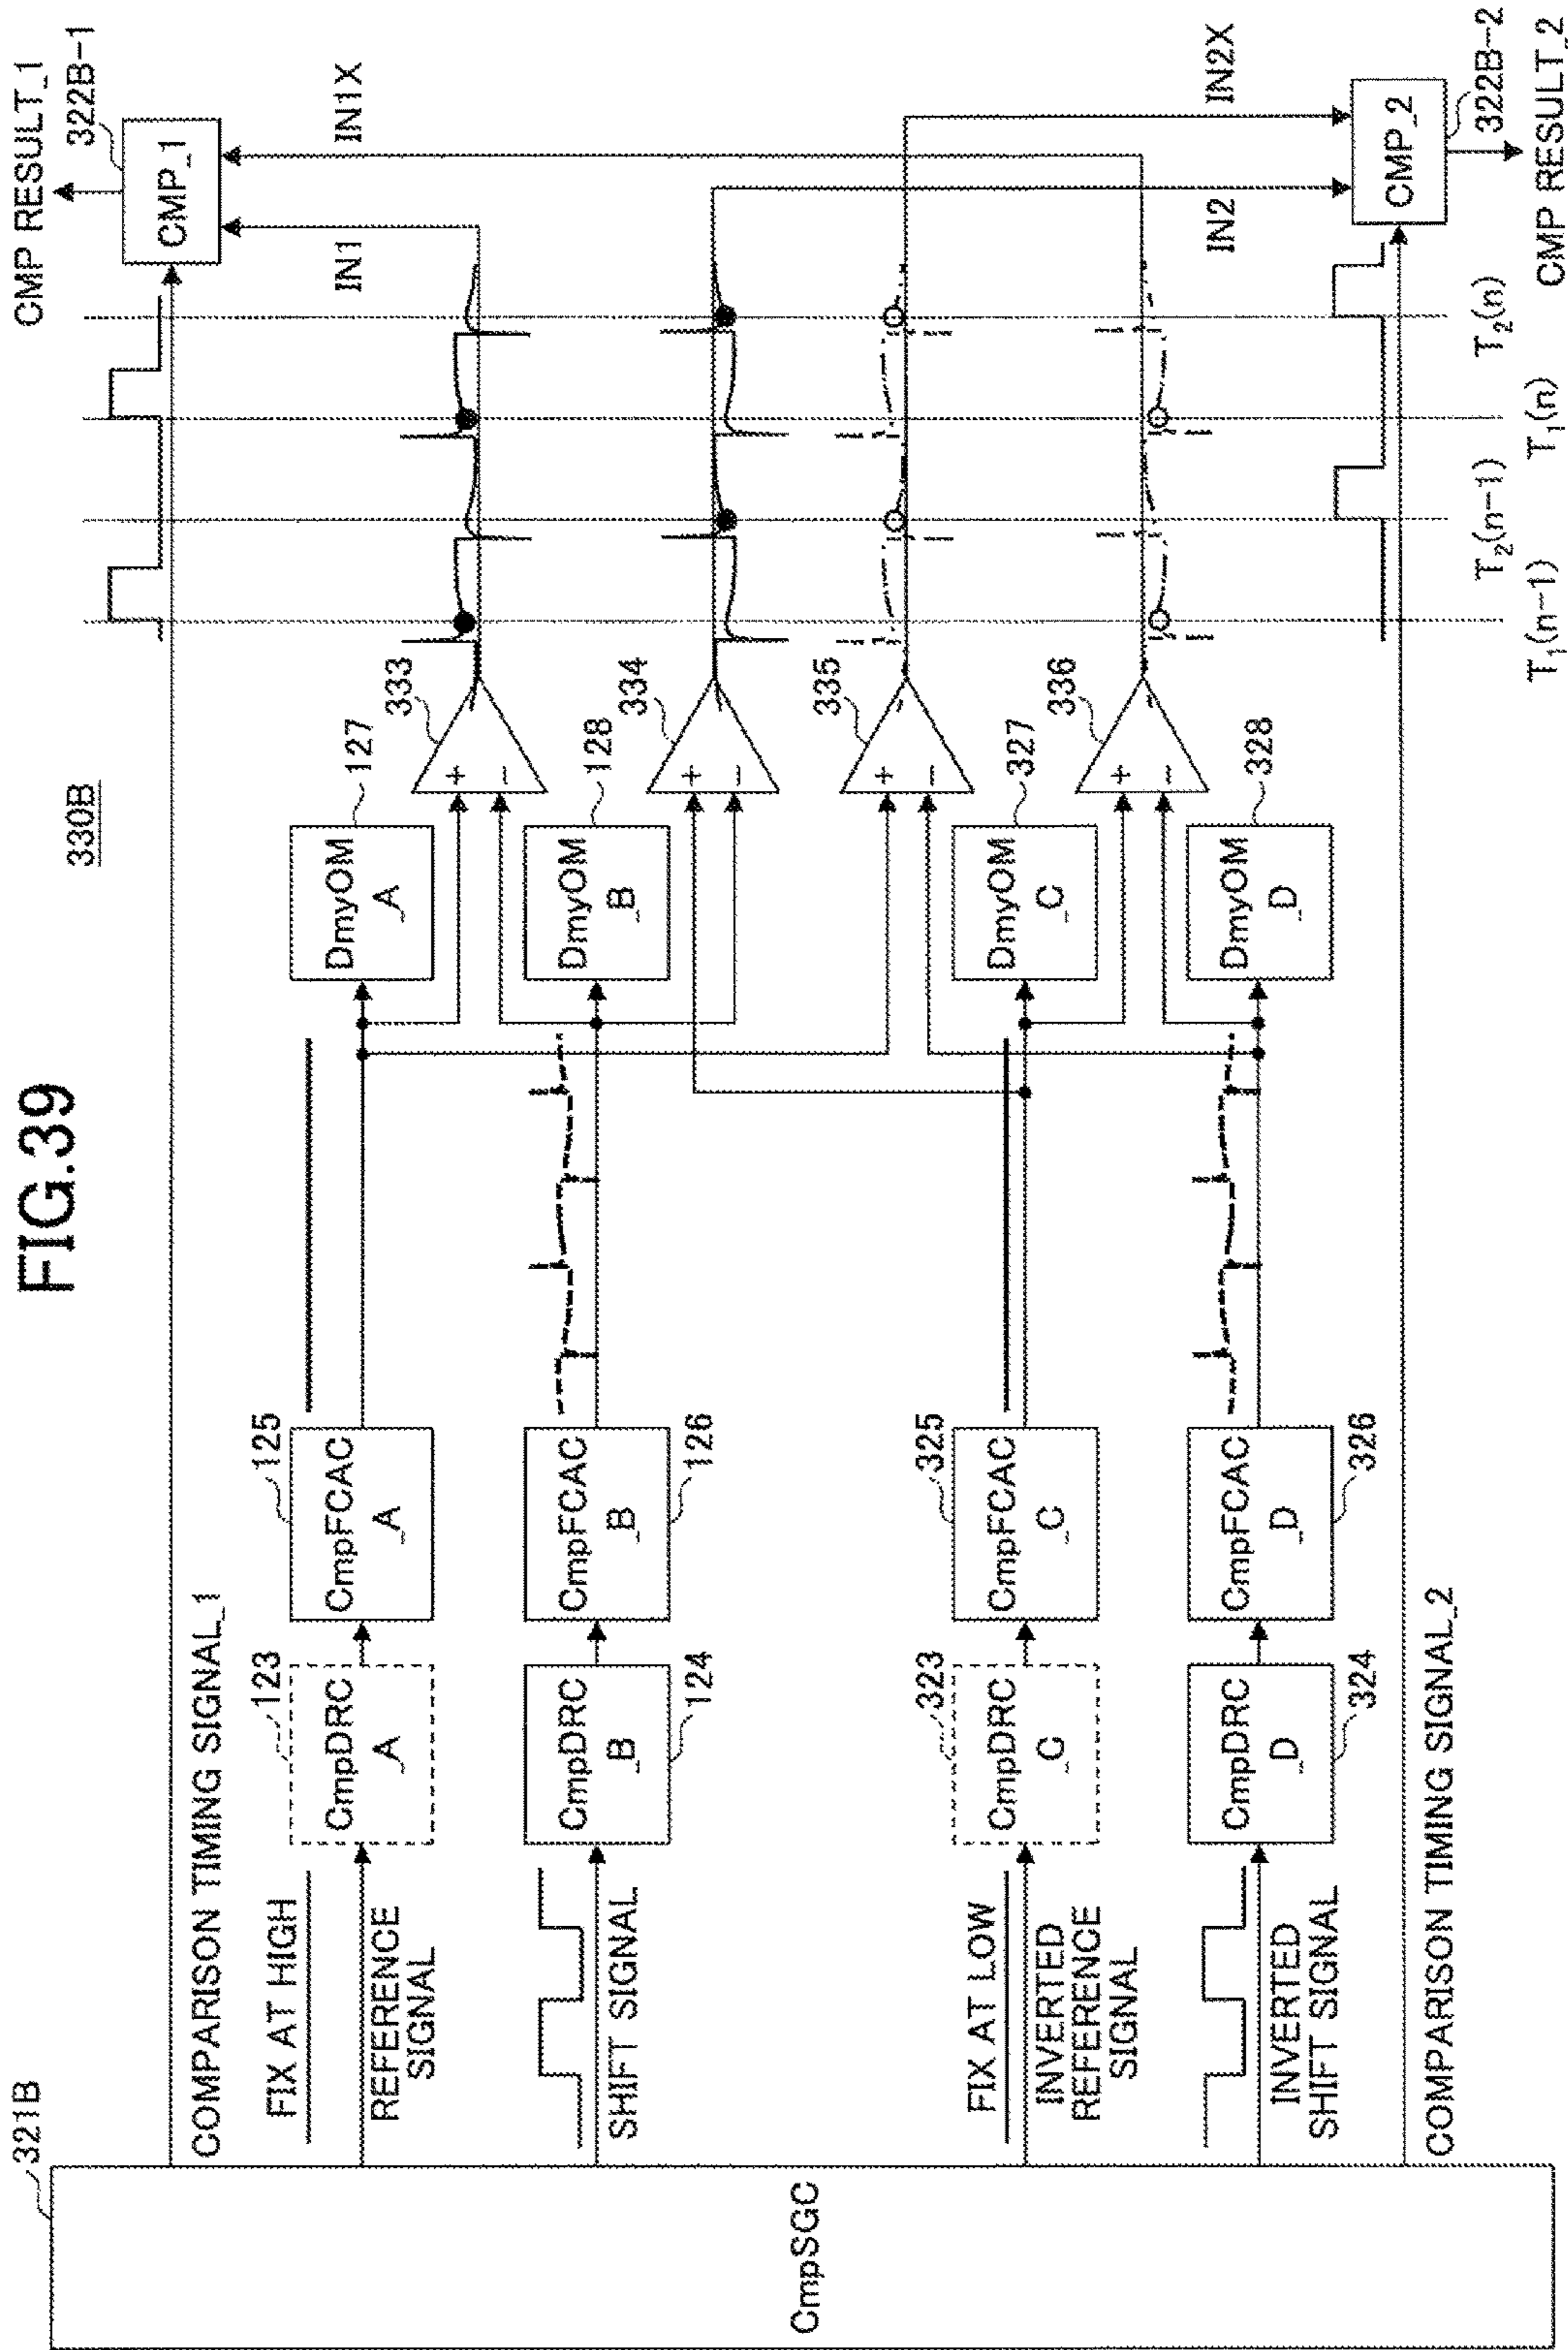 FIG.39
330B
321B
CmpSGC
COMPARISON TIMING SIGNAL_1
FIX AT HIGH
REFERENCE
SIGNAL
123
CmpDRC
_A
125
CmpFCAC
_A
DmyOM
_A
127
333
+
−
IN1
IN1X
CMP_1
322B-1
CMP RESULT_1
SHIFT SIGNAL
CmpDRC
_B
124
CmpFCAC
_B
126
DmyOM
_B
128
334
+
−
335
+
−
FIX AT LOW
INVERTED
REFERENCE
SIGNAL
323
CmpDRC
_C
325
CmpFCAC
_C
DmyOM
_C
327
336
+
−
INVERTED
SHIFT SIGNAL
CmpDRC
_D
324
CmpFCAC
_D
326
DmyOM
_D
328
IN2
IN2X
CMP_2
322B-2
CMP RESULT_2
COMPARISON TIMING SIGNAL_2
T1(n-1)
T2(n-1)
T1(n)
T2(n)